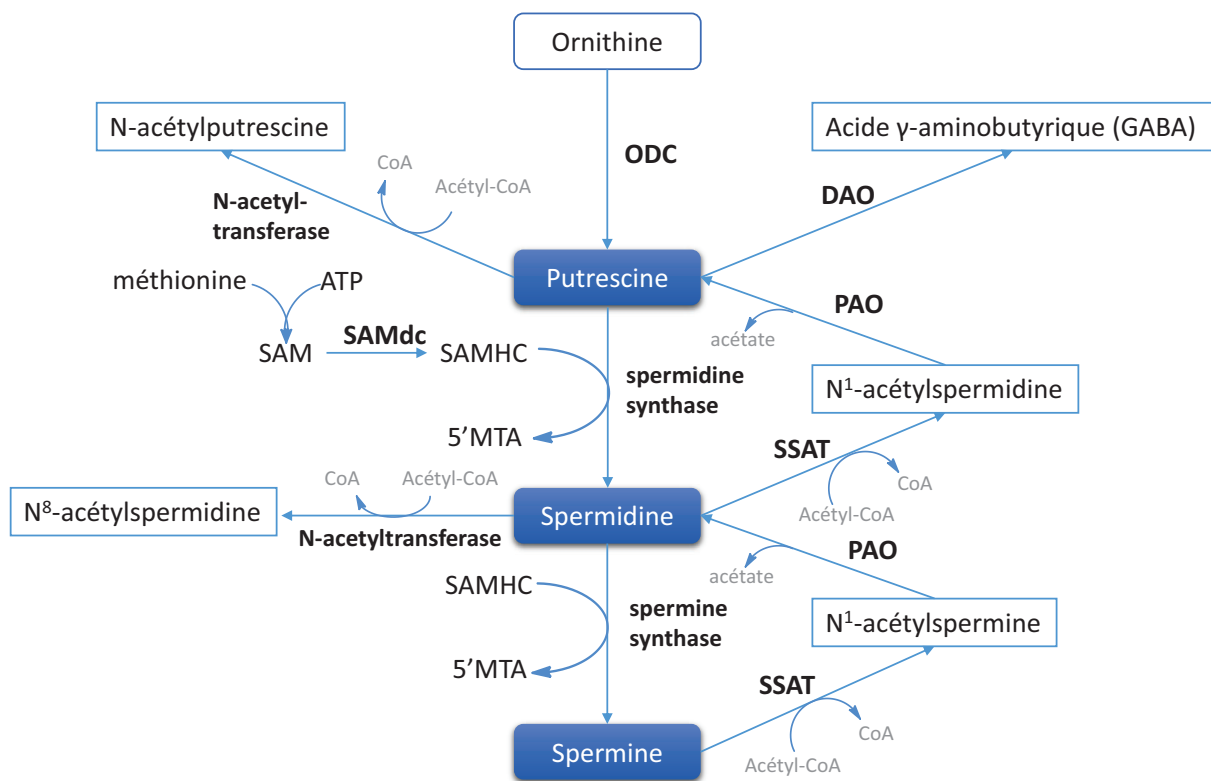 Ornithine
N-acétylputrescine
Acide γ-aminobutyrique (GABA)
ODC
CoA
Acétyl-CoA
DAO
N-acetyl-
transferase
Putrescine
méthionine
ATP
PAO
acétate
SAM
SAMdc
SAMHC
spermidine
synthase
N¹-acétylspermidine
5’MTA
SSAT
CoA
Acétyl-CoA
CoA
Acétyl-CoA
N⁸-acétylspermidine
Spermidine
N-acetyltransferase
PAO
acétate
SAMHC
spermine
synthase
N¹-acétylspermine
5’MTA
SSAT
CoA
Acétyl-CoA
Spermine